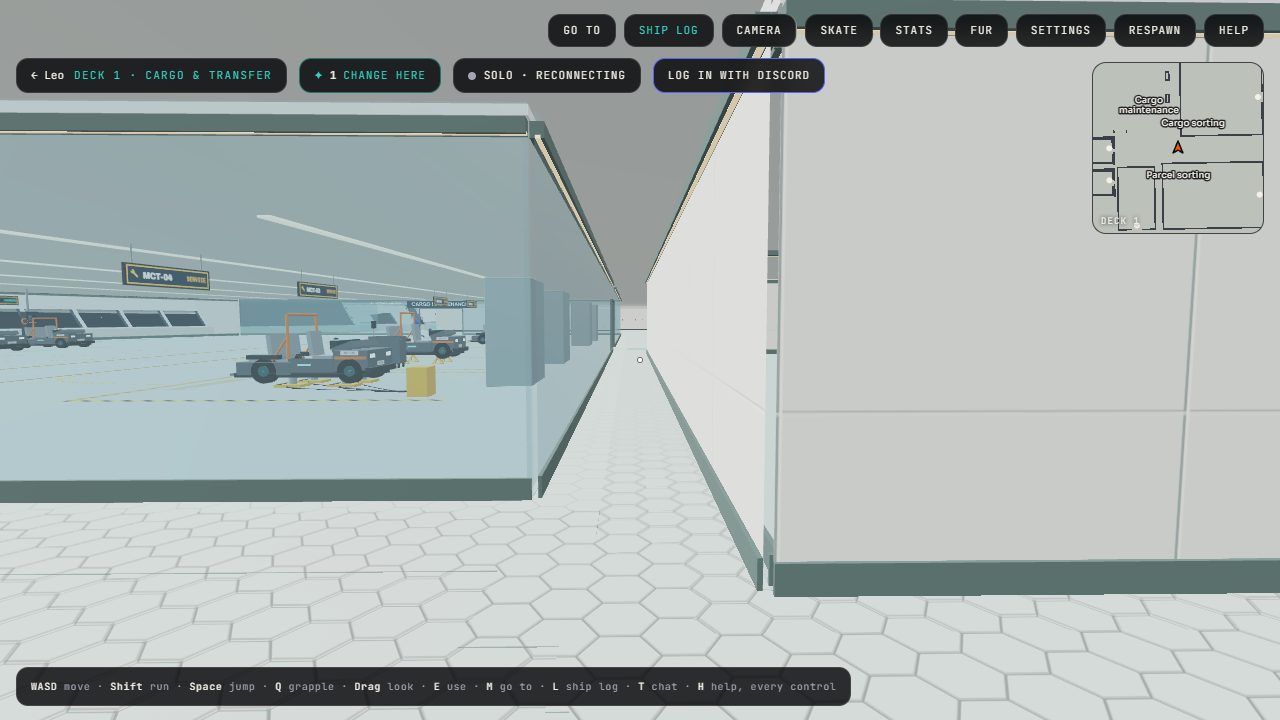 GO TO
SHIP LOG
CAMERA
SKATE
STATS
FUR
SETTINGS
RESPAWN
HELP
← Leo DECK 1 · CARGO & TRANSFER
✦ 1 CHANGE HERE
SOLO · RECONNECTING
LOG IN WITH DISCORD
Cargo
maintenance
Cargo sorting
Parcel sorting
DECK 1
MCT-04 SERVICE
WASD move · Shift run · Space jump · Q grapple · Drag look · E use · M go to · L ship log · T chat · H help, every control